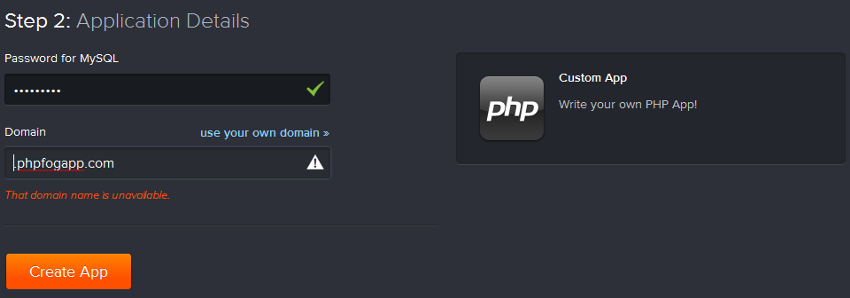 Step 2: Application Details
Password for MySQL
•••••••••
Domain
use your own domain »
.phpfogapp.com
That domain name is unavailable.
Create App
php
Custom App
Write your own PHP App!